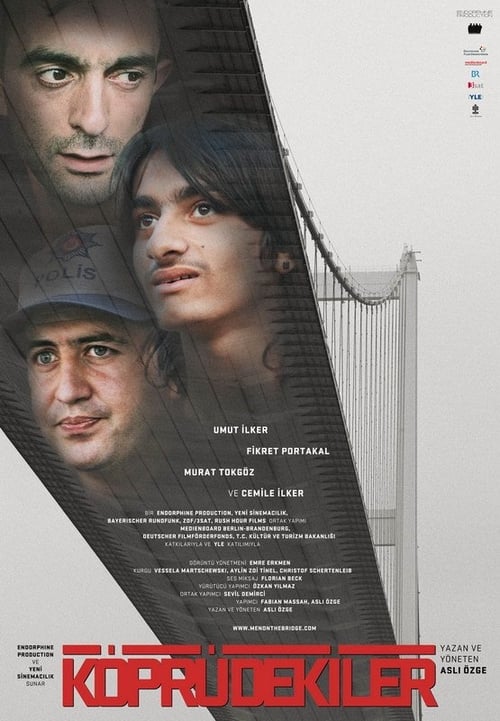 ENDORPHINE
PRODUCTION
BR
3sat
YLE
POLIS
UMUT İLKER
FİKRET PORTAKAL
MURAT TOKGÖZ
VE CEMİLE İLKER
BİR ENDORPHINE PRODUCTION, YENİ SİNEMACILIK,
BAYERISCHER RUNDFUNK, ZDF/3SAT, RUSH HOUR FILMS ORTAK YAPIMI
MEDIENBOARD BERLIN-BRANDENBURG,
DEUTSCHER FILMFÖRDERFONDS, T.C. KÜLTÜR VE TURİZM BAKANLIĞI
KATKILARIYLA VE YLE KATILIMIYLA
GÖRÜNTÜ YÖNETMENİ EMRE ERKMEN
KURGU VESSELA MARTSCHEWSKI, AYLİN ZOİ TİNEL, CHRISTOF SCHERTENLEIB
SES MİKSAJ FLORIAN BECK
YÜRÜTÜCÜ YAPIMCI ÖZKAN YILMAZ
ORTAK YAPIMCI SEVİL DEMİRCİ
YAPIMCI FABIAN MASSAH, ASLI ÖZGE
YAZAN VE YÖNETEN ASLI ÖZGE
WWW.MENONTHEBRIDGE.COM
ENDORPHINE
PRODUCTION
VE
YENİ
SİNEMACILIK
SUNAR
KÖPRÜDEKİLER
YAZAN VE
YÖNETEN
ASLI ÖZGE